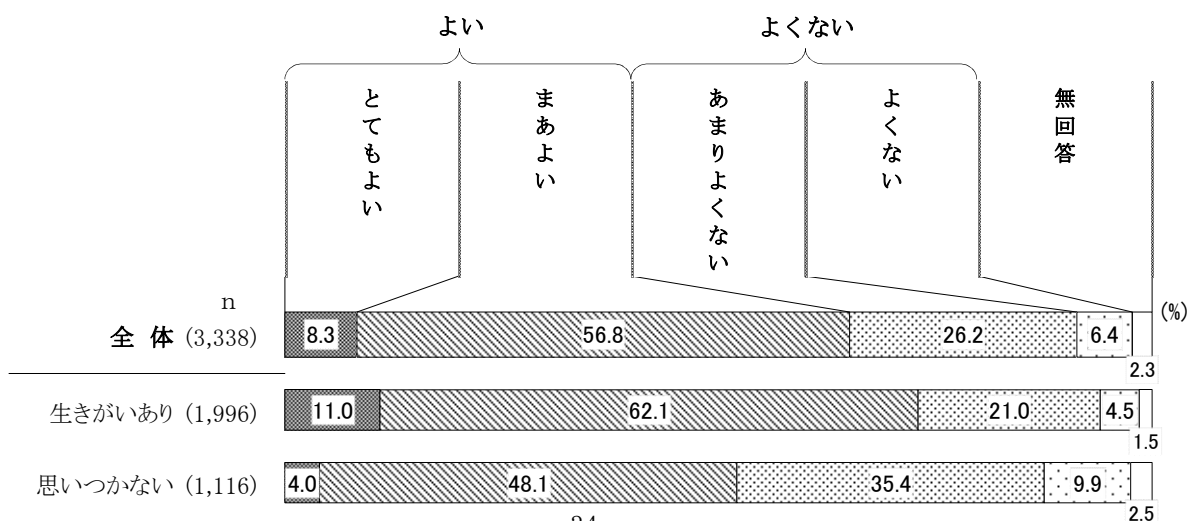 よい
よくない
とてもよい
まあよい
あまりよくない
よくない
無回答
n
(%)
全 体 (3,338)
8.3
56.8
26.2
6.4
2.3
生きがいあり (1,996)
11.0
62.1
21.0
4.5
1.5
思いつかない (1,116)
4.0
48.1
35.4
9.9
2.5